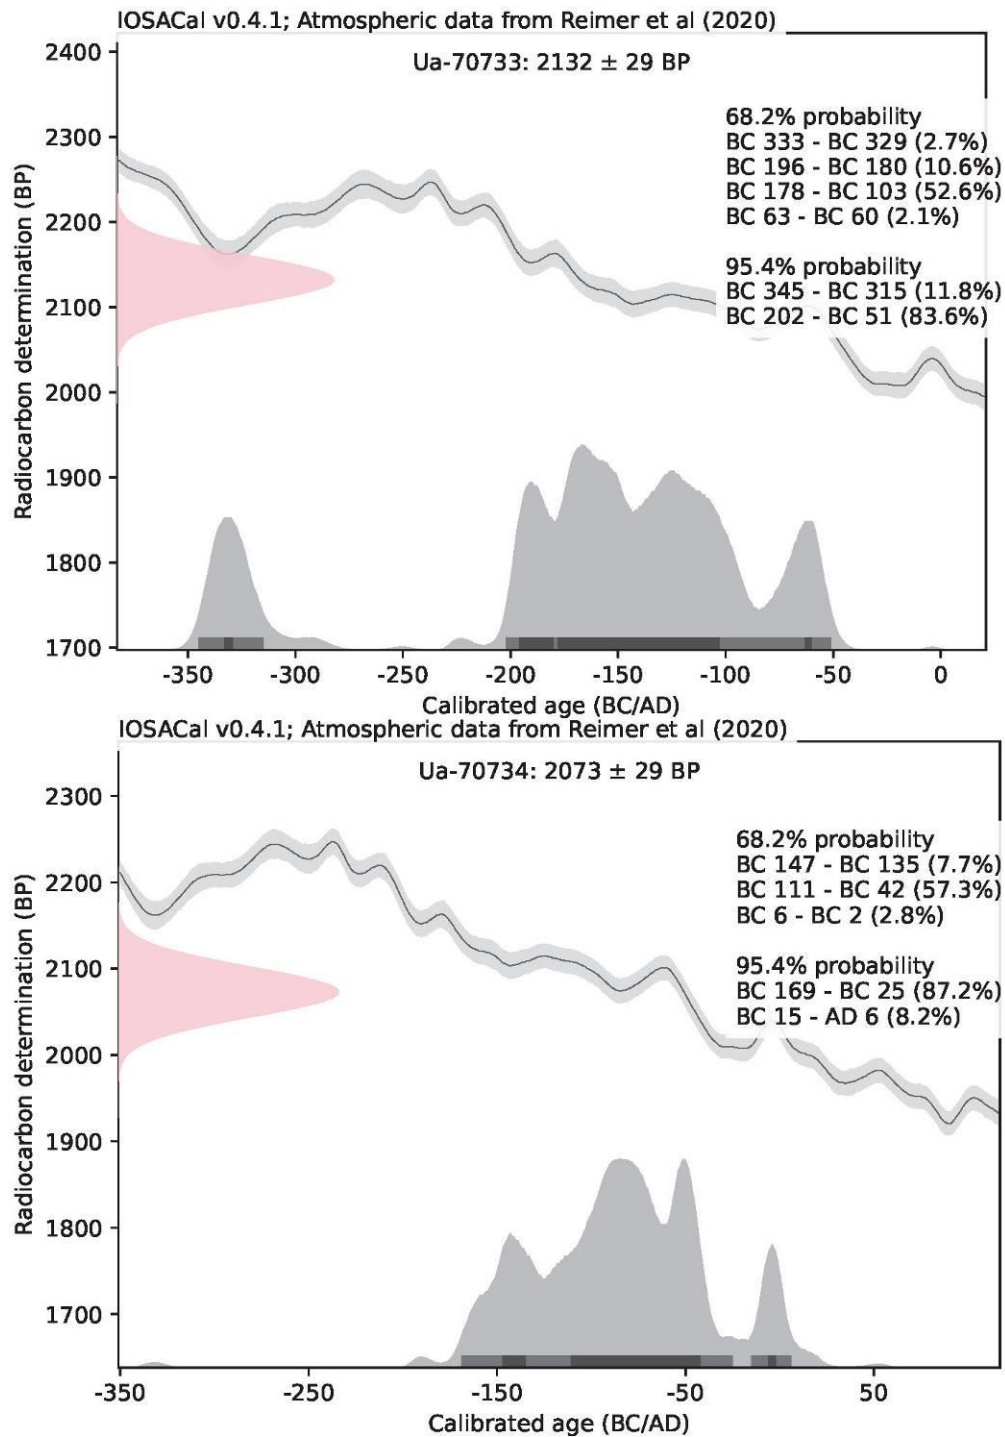 IOSACal v0.4.1; Atmospheric data from Reimer et al (2020)
Ua-70733: 2132 ± 29 BP
68.2% probability
BC 333 - BC 329 (2.7%)
BC 196 - BC 180 (10.6%)
BC 178 - BC 103 (52.6%)
BC 63 - BC 60 (2.1%)
95.4% probability
BC 345 - BC 315 (11.8%)
BC 202 - BC 51 (83.6%)
Radiocarbon determination (BP)
2400
2300
2200
2100
2000
1900
1800
1700
-350 -300 -250 -200 -150 -100 -50 0
Calibrated age (BC/AD)
IOSACal v0.4.1; Atmospheric data from Reimer et al (2020)
Ua-70734: 2073 ± 29 BP
68.2% probability
BC 147 - BC 135 (7.7%)
BC 111 - BC 42 (57.3%)
BC 6 - BC 2 (2.8%)
95.4% probability
BC 169 - BC 25 (87.2%)
BC 15 - AD 6 (8.2%)
Radiocarbon determination (BP)
2300
2200
2100
2000
1900
1800
1700
-350 -250 -150 -50 50
Calibrated age (BC/AD)